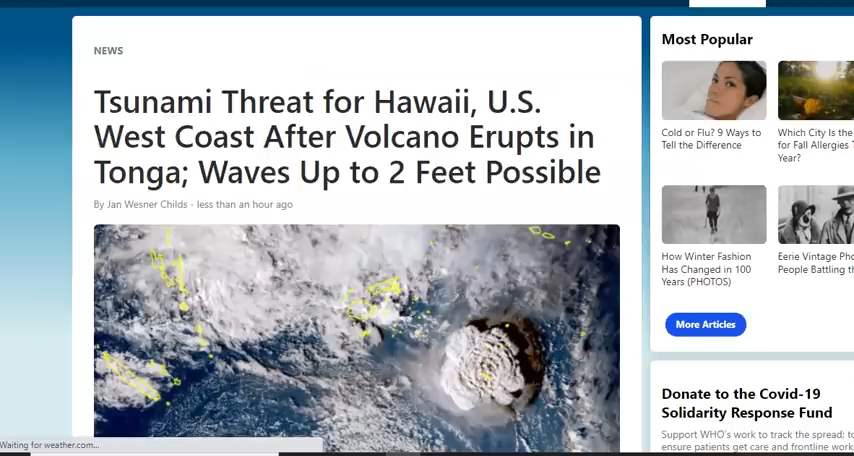 NEWS
Tsunami Threat for Hawaii, U.S.
West Coast After Volcano Erupts in
Tonga; Waves Up to 2 Feet Possible
By Jan Wesner Childs · less than an hour ago
Waiting for weather.com...
Most Popular
Cold or Flu? 9 Ways to
Tell the Difference
Which City Is the
for Fall Allergies
Year?
How Winter Fashion
Has Changed in 100
Years (PHOTOS)
Eerie Vintage
People Battling
More Articles
Donate to the Covid-19
Solidarity Response Fund
Support WHO's work to track the spread; to
ensure patients get care and frontline